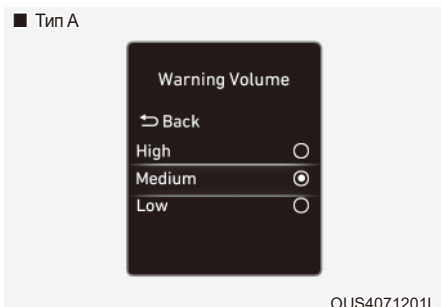 ■ Тип A
Warning Volume
⮌ Back
High
Medium
Low
OUS4071201L